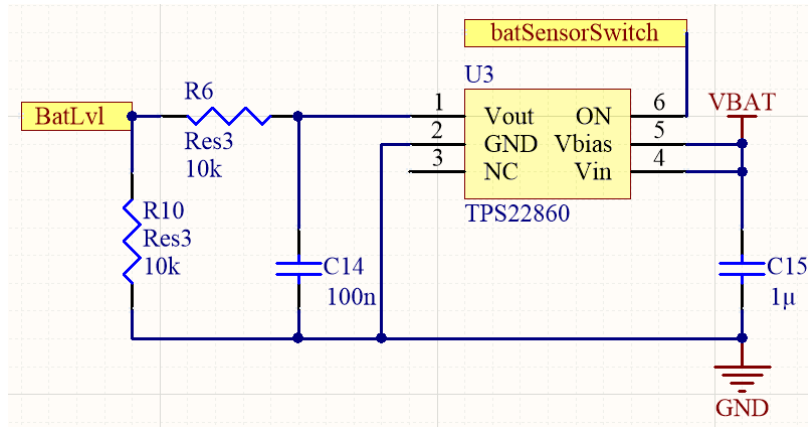 batSensorSwitch
U3
R6
BatLvl
Res3
10k
R10
Res3
10k
1
2
3
Vout
GND
NC
ON
Vbias
Vin
6
5
4
TPS22860
VBAT
C14
100n
C15
1µ
GND